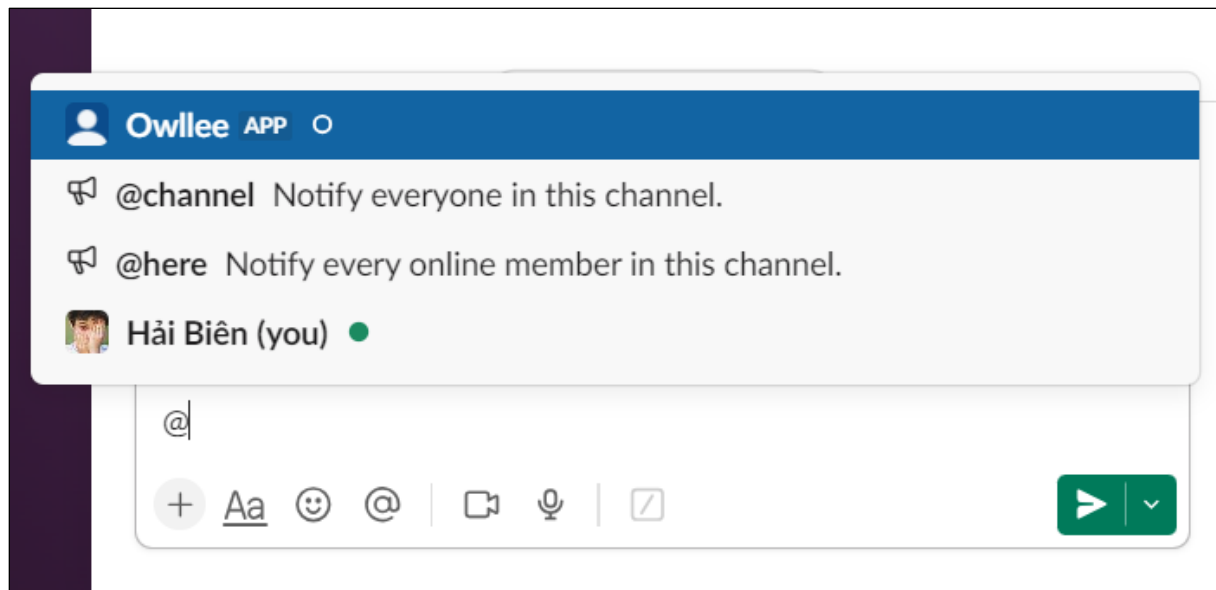 Owllee APP
@channel Notify everyone in this channel.
@here Notify every online member in this channel.
Hải Biên (you)
@
Aa